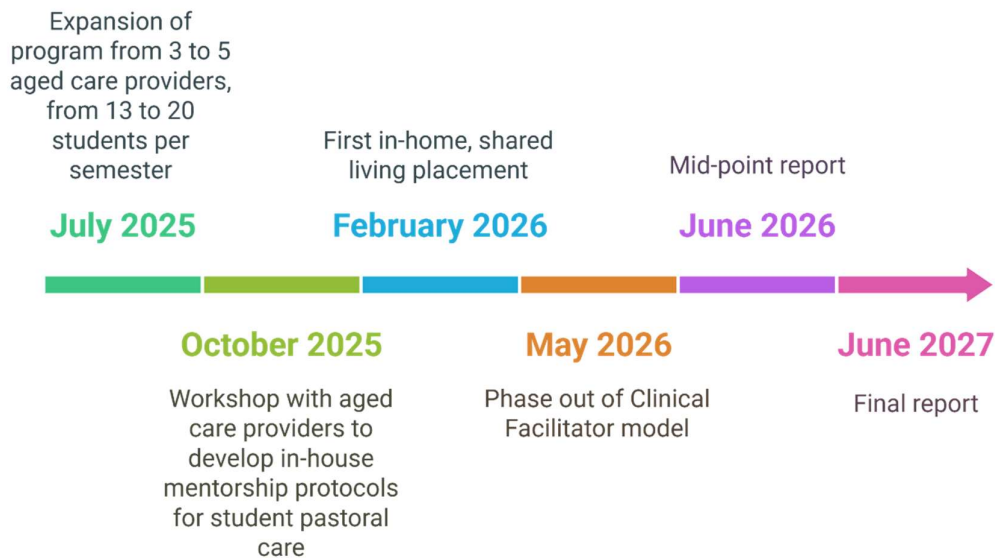 Expansion of
program from 3 to 5
aged care providers,
from 13 to 20
students per
semester
July 2025
October 2025
Workshop with aged
care providers to
develop in-house
mentorship protocols
for student pastoral
care
First in-home, shared
living placement
February 2026
May 2026
Phase out of Clinical
Facilitator model
Mid-point report
June 2026
June 2027
Final report